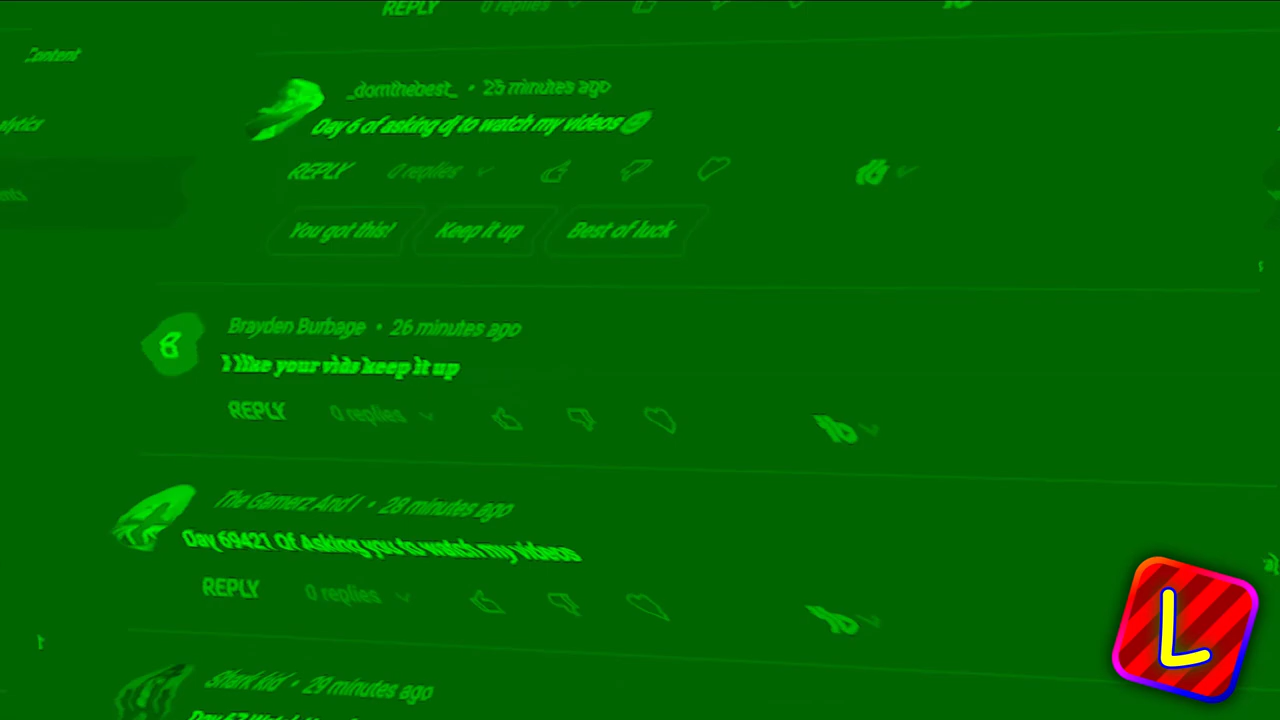 REPLY 0 replies
Content
_domthebest_ • 25 minutes ago
Day 6 of asking dj to watch my videos
REPLY 0 replies
You got this! Keep it up Best of luck
B
Brayden Burbage • 26 minutes ago
I like your vids keep it up
REPLY 0 replies
The Gamerz And I • 28 minutes ago
Day 69421 Of Asking you to watch my videos
REPLY 0 replies
Shark kid • 29 minutes ago
L